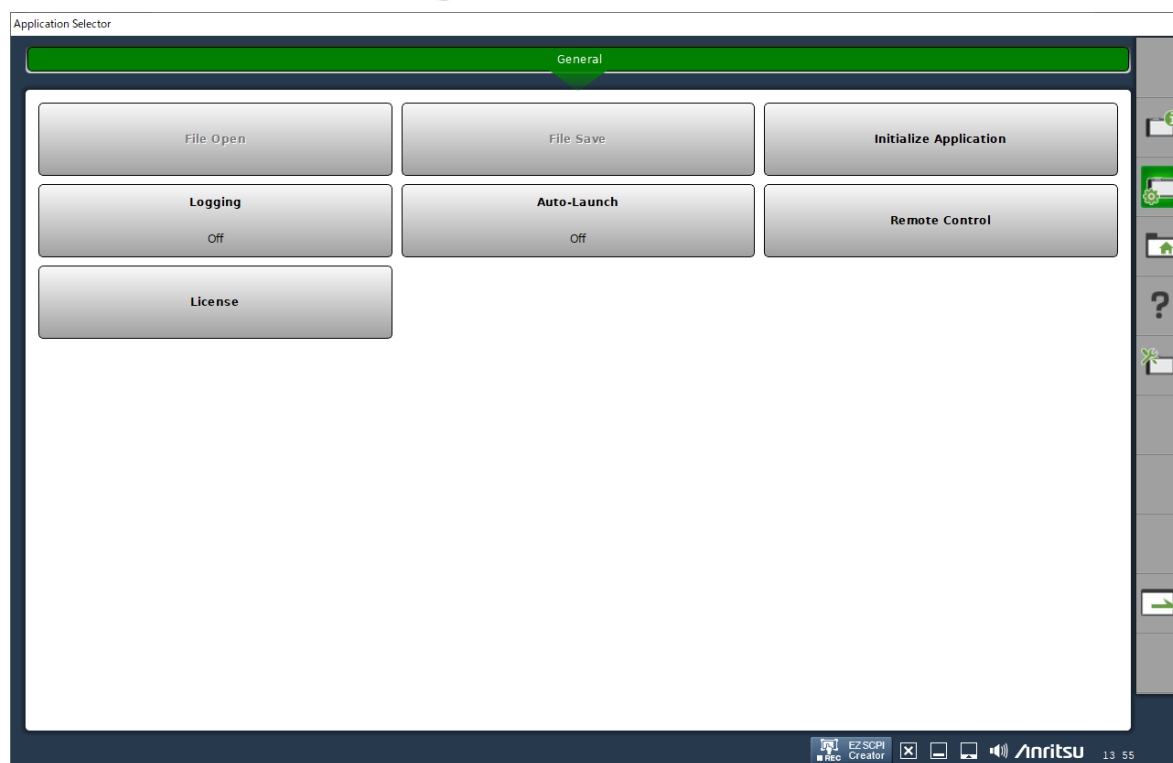 Application Selector
General
File Open
File Save
Initialize Application
Logging
Off
Auto-Launch
Off
Remote Control
License
?
REC
EZ SCPI
Creator
Anritsu
13 55